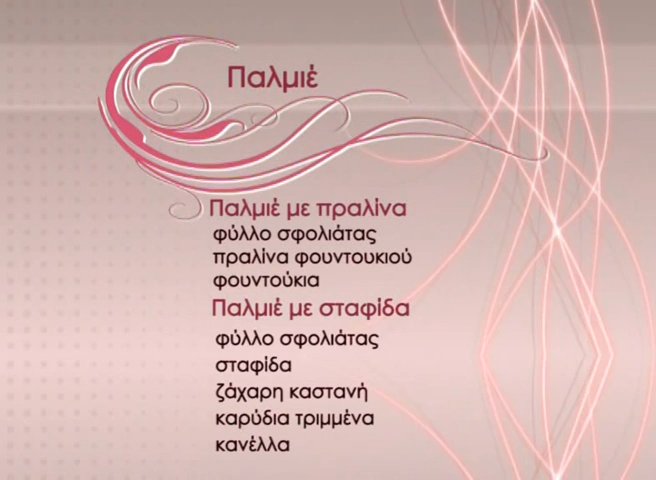 Παλμιέ
Παλμιέ με πραλίνα
φύλλο σφολιάτας
πραλίνα φουντουκιού
φουντούκια
Παλμιέ με σταφίδα
φύλλο σφολιάτας
σταφίδα
ζάχαρη καστανή
καρύδια τριμμένα
κανέλλα